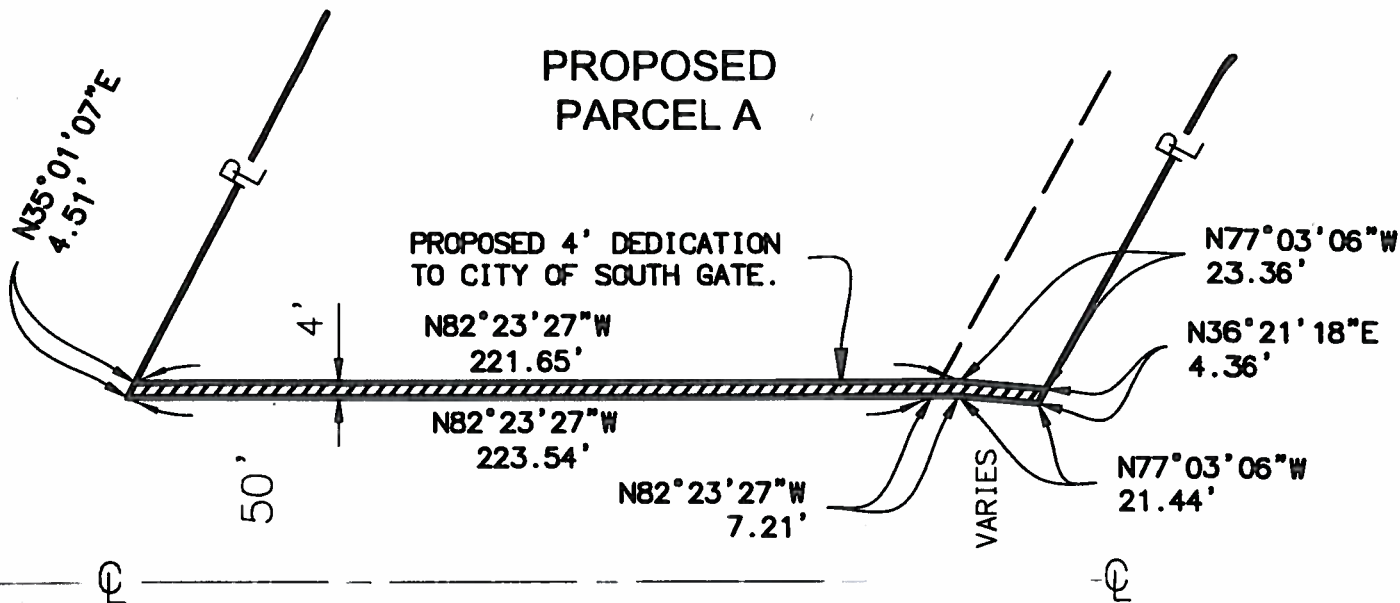 PROPOSED
PARCEL A
N35°01'07"E
4.51'
PL
PL
PROPOSED 4' DEDICATION
TO CITY OF SOUTH GATE.
N77°03'06"W
23.36'
4'
N82°23'27"W
221.65'
N36°21'18"E
4.36'
N82°23'27"W
223.54'
50'
N82°23'27"W
7.21'
VARIES
N77°03'06"W
21.44'
CL
CL